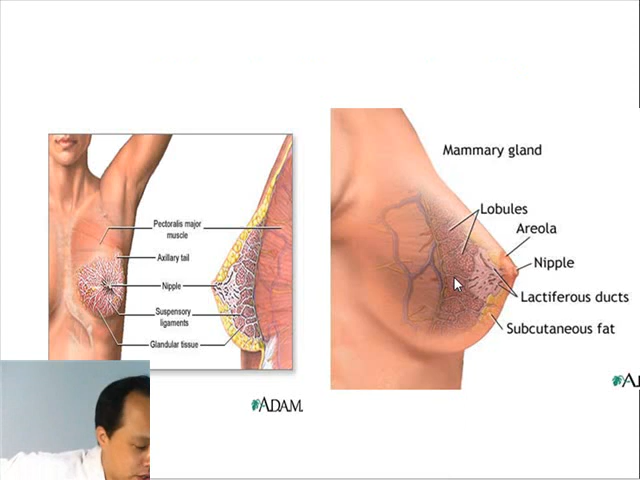 Pectoralis major
muscle
Axillary tail
Nipple
Suspensory
ligaments
Glandular tissue
ADAM.
Mammary gland
Lobules
Areola
Nipple
Lactiferous ducts
Subcutaneous fat